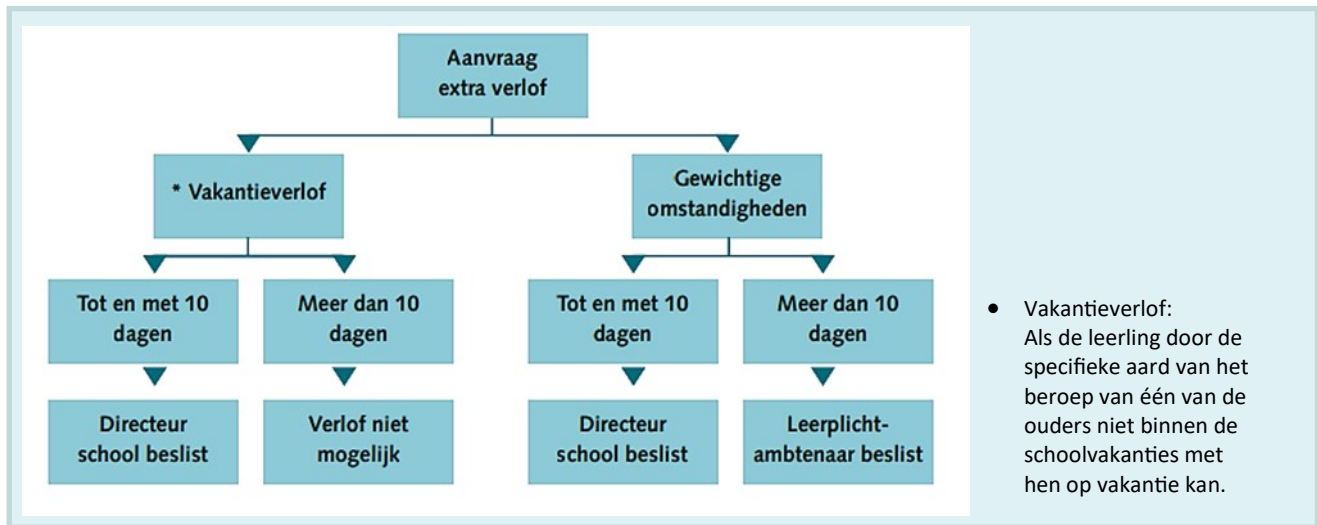 Aanvraag
extra verlof
* Vakantieverlof
Gewichtige
omstandigheden
Tot en met 10
dagen
Meer dan 10
dagen
Tot en met 10
dagen
Meer dan 10
dagen
Directeur
school beslist
Verlof niet
mogelijk
Directeur
school beslist
Leerplicht-
ambtenaar beslist
• Vakantieverlof:
Als de leerling door de
specifieke aard van het
beroep van één van de
ouders niet binnen de
schoolvakanties met
hen op vakantie kan.